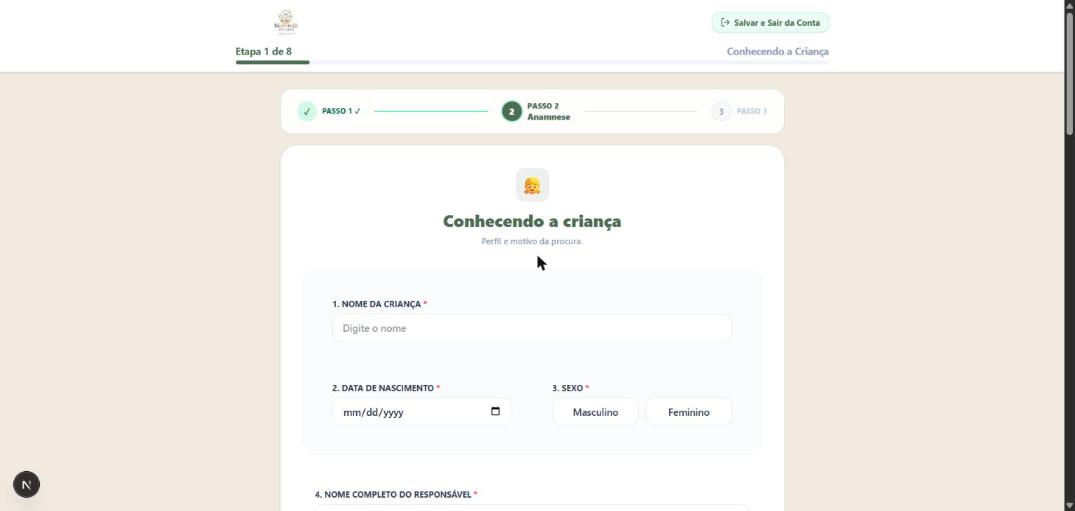 Salvar e Sair da Conta
Etapa 1 de 8
Conhecendo a Criança
✓ PASSO 1 ✓
2 PASSO 2
Anamnese
3 PASSO 3
Conhecendo a criança
Perfil e motivo da procura.
1. NOME DA CRIANÇA *
Digite o nome
2. DATA DE NASCIMENTO *
3. SEXO *
mm/dd/yyyy
Masculino
Feminino
N
4. NOME COMPLETO DO RESPONSÁVEL *